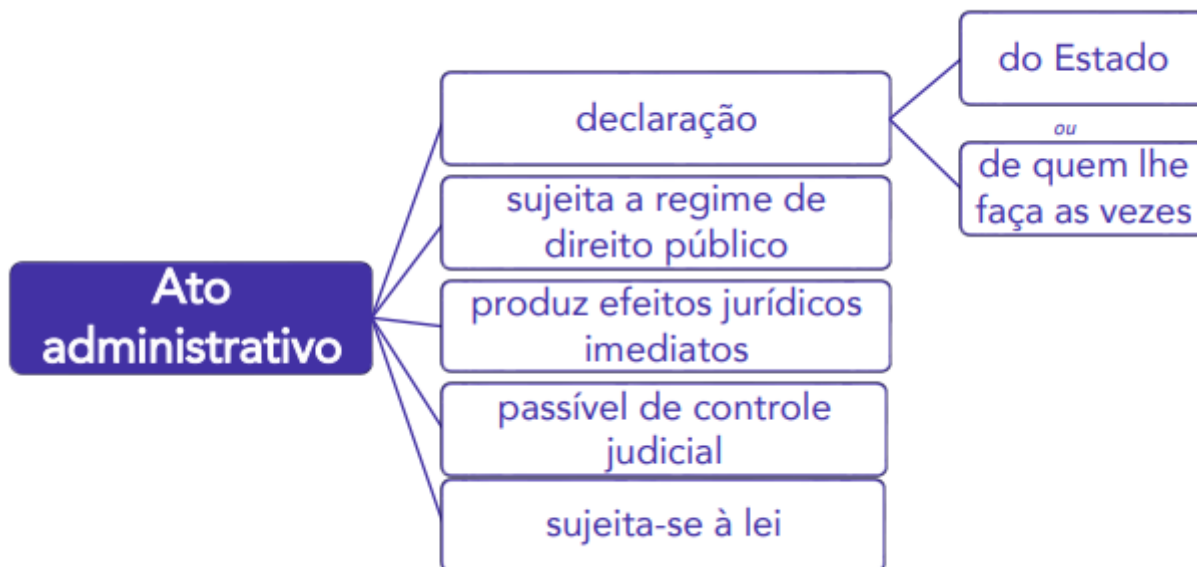 do Estado
declaração
ou
de quem lhe
faça as vezes
sujeita a regime de
direito público
Ato
administrativo
produz efeitos jurídicos
imediatos
passível de controle
judicial
sujeita-se à lei